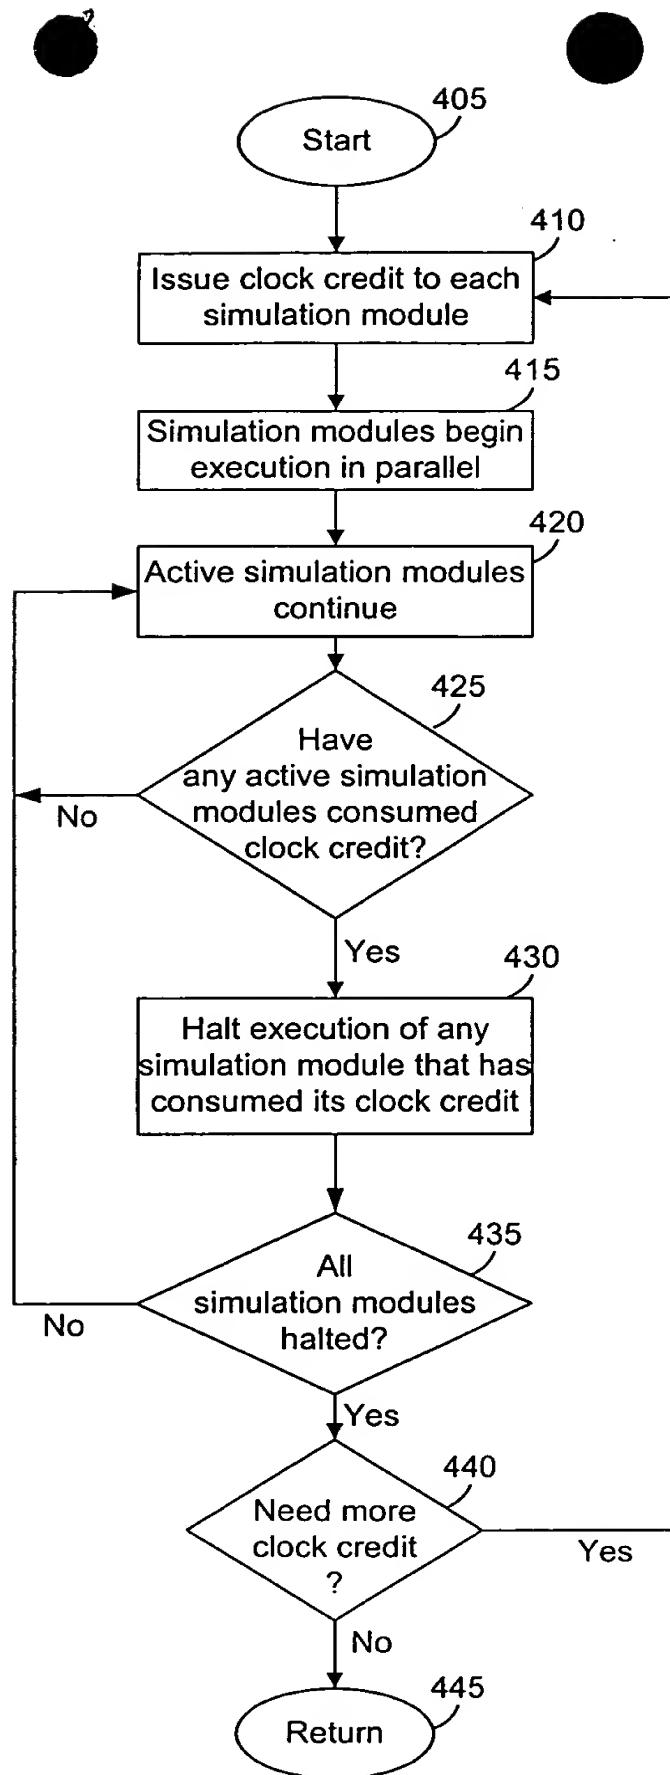 405
Start
410
Issue clock credit to each
simulation module
415
Simulation modules begin
execution in parallel
420
Active simulation modules
continue
425
Have
any active simulation
modules consumed
clock credit?
No
Yes
430
Halt execution of any
simulation module that has
consumed its clock credit
435
All
simulation modules
halted?
No
Yes
440
Need more
clock credit
?
Yes
No
445
Return